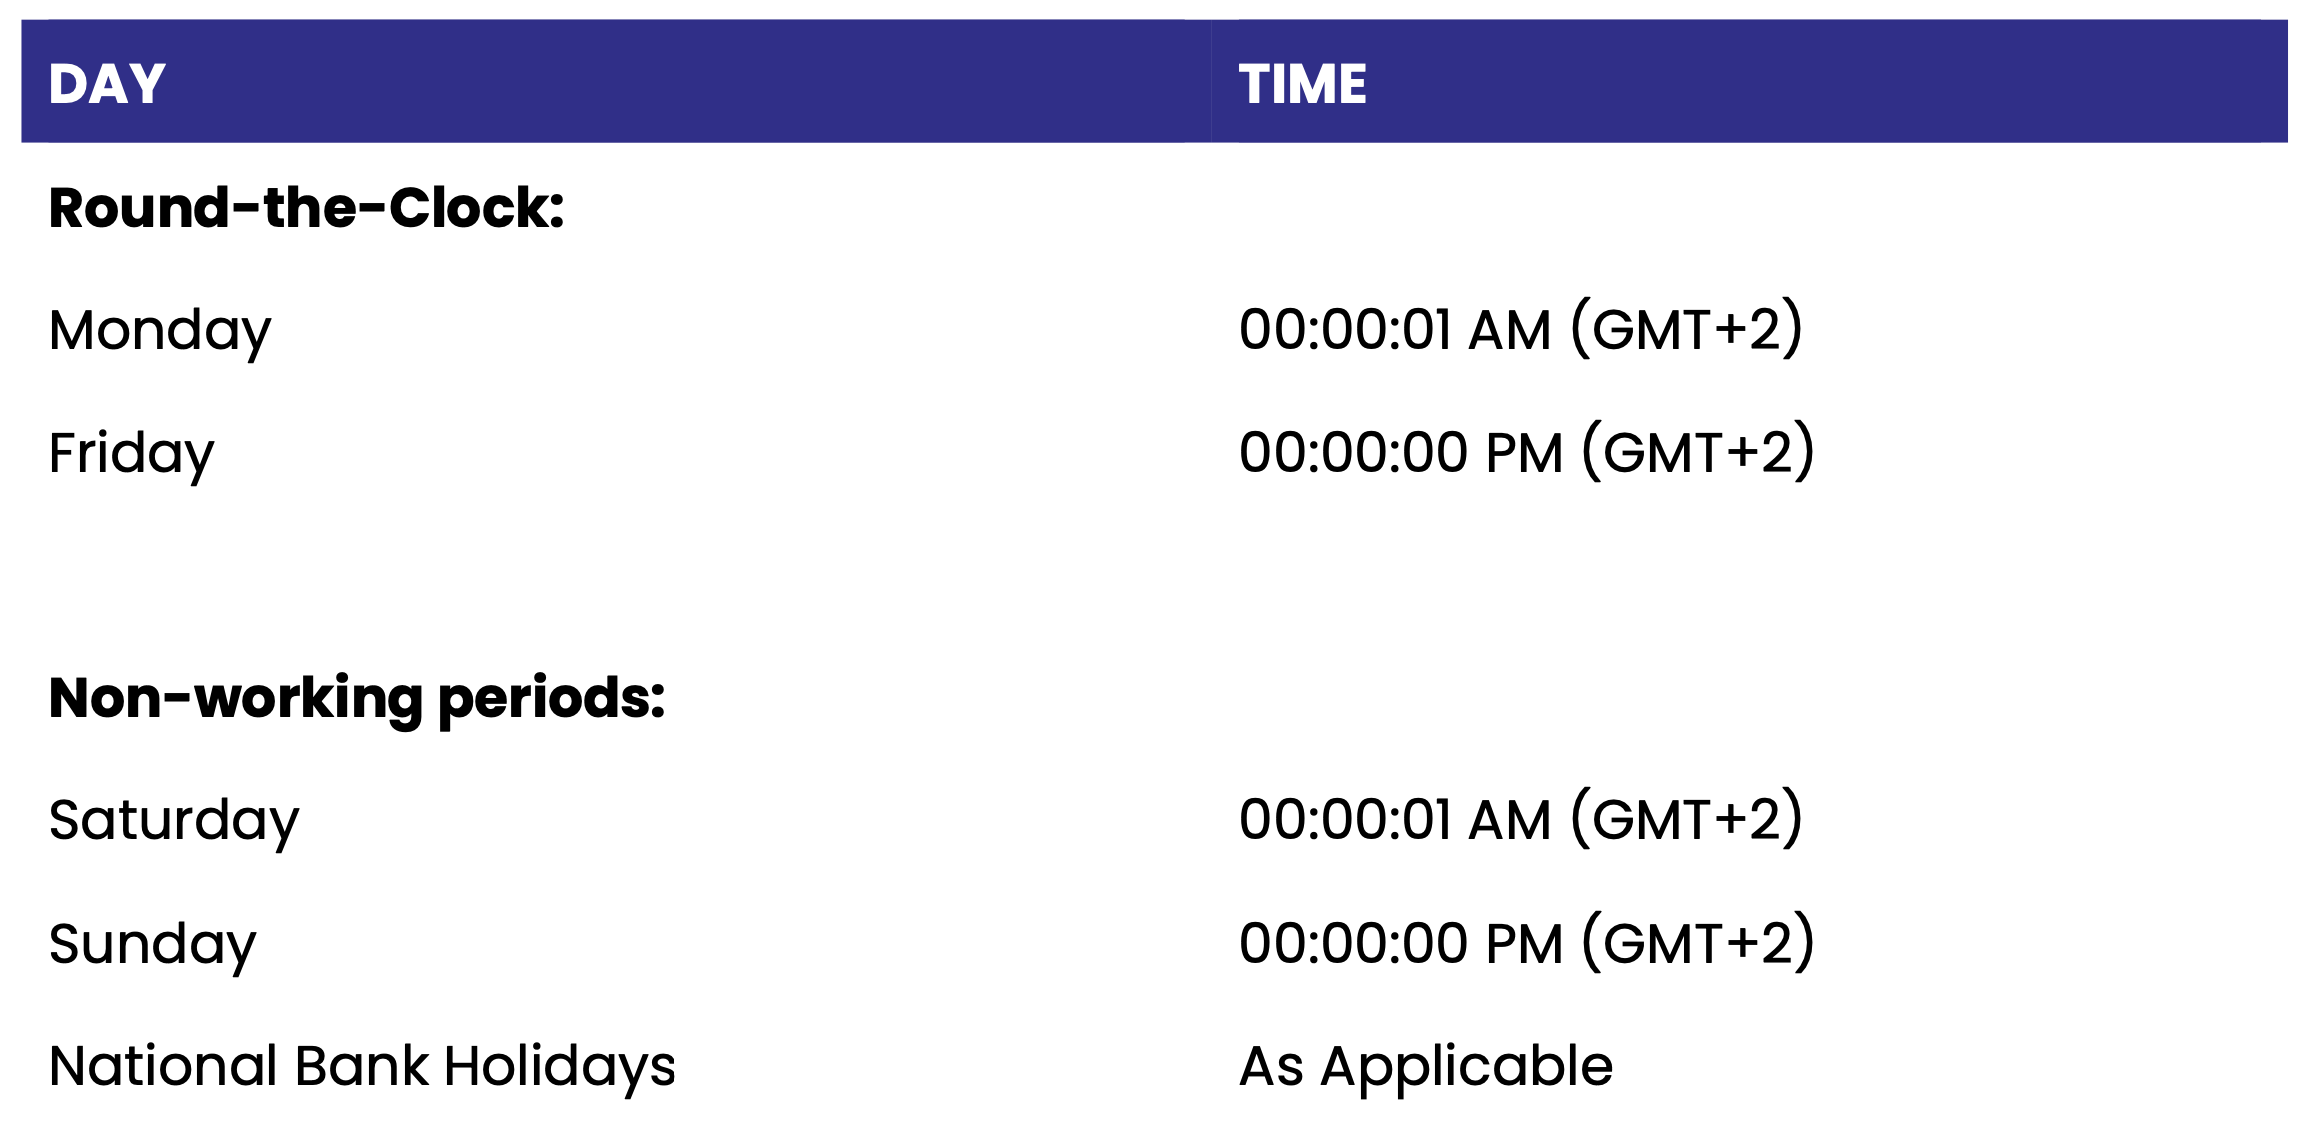 DAY TIME
Round-the-Clock:
Monday 00:00:01 AM (GMT+2)
Friday 00:00:00 PM (GMT+2)
Non-working periods:
Saturday 00:00:01 AM (GMT+2)
Sunday 00:00:00 PM (GMT+2)
National Bank Holidays As Applicable